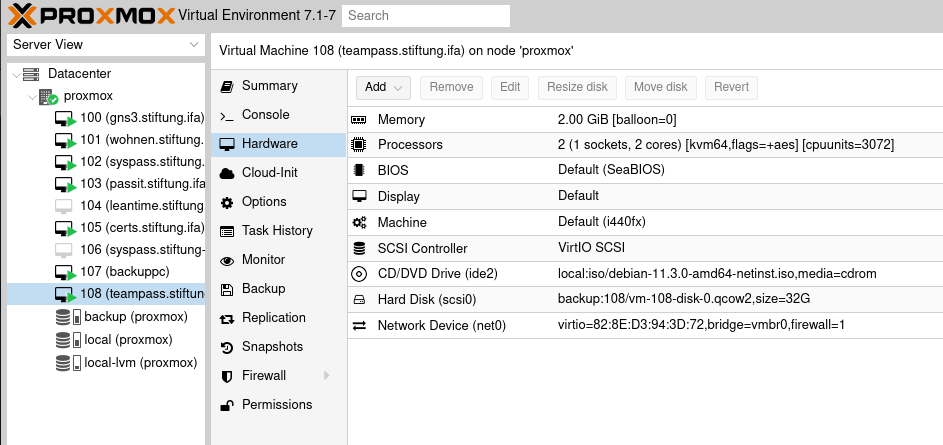 PROXMOX Virtual Environment 7.1-7 Search
Server View
Datacenter
proxmox
100 (gns3.stiftung.ifa)
101 (wohnen.stiftung.
102 (syspass.stiftung.
103 (passit.stiftung.ifa
104 (leantime.stiftung
105 (certs.stiftung.ifa)
106 (syspass.stiftung-
107 (backuppc)
108 (teampass.stiftun
backup (proxmox)
local (proxmox)
local-lvm (proxmox)
Virtual Machine 108 (teampass.stiftung.ifa) on node 'proxmox'
Summary
Console
Hardware
Cloud-Init
Options
Task History
Monitor
Backup
Replication
Snapshots
Firewall
Permissions
Add Remove Edit Resize disk Move disk Revert
Memory 2.00 GiB [balloon=0]
Processors 2 (1 sockets, 2 cores) [kvm64,flags=+aes] [cpuunits=3072]
BIOS Default (SeaBIOS)
Display Default
Machine Default (i440fx)
SCSI Controller VirtIO SCSI
CD/DVD Drive (ide2) local:iso/debian-11.3.0-amd64-netinst.iso,media=cdrom
Hard Disk (scsi0) backup:108/vm-108-disk-0.qcow2,size=32G
Network Device (net0) virtio=82:8E:D3:94:3D:72,bridge=vmbr0,firewall=1